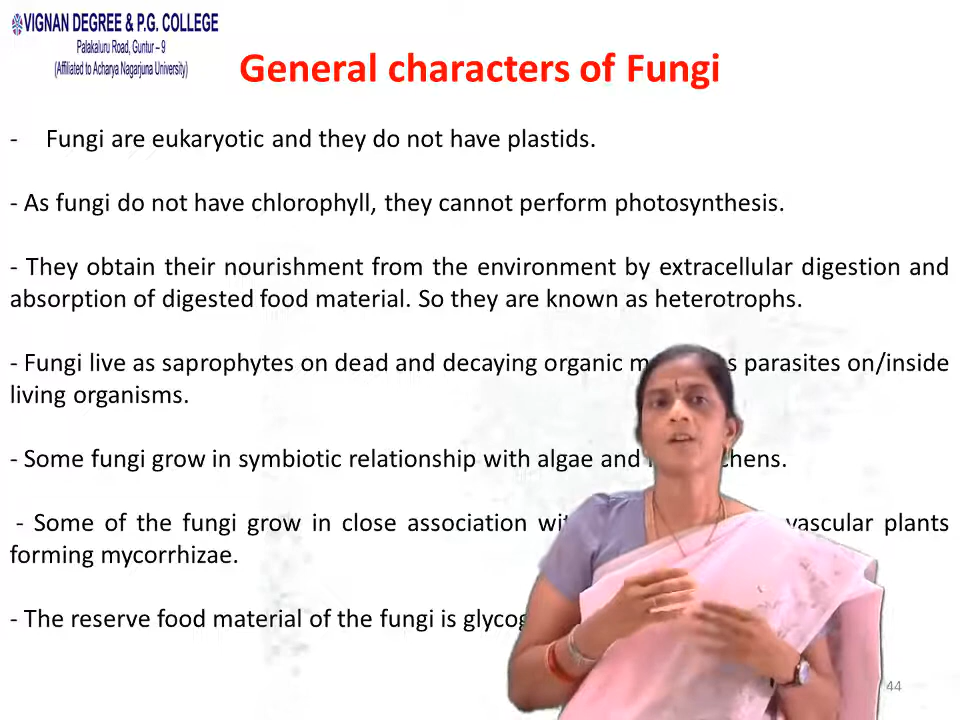 VIGNAN DEGREE & P.G. COLLEGE
Palakaluru Road, Guntur – 9
(Affiliated to Acharya Nagarjuna University)
General characters of Fungi
- Fungi are eukaryotic and they do not have plastids.
- As fungi do not have chlorophyll, they cannot perform photosynthesis.
- They obtain their nourishment from the environment by extracellular digestion and
absorption of digested food material. So they are known as heterotrophs.
- Fungi live as saprophytes on dead and decaying organic parasites on/inside
living organisms.
- Some fungi grow in symbiotic relationship with algae and
- Some of the fungi grow in close association vascular plants
forming mycorrhizae.
- The reserve food material of the fungi is
44